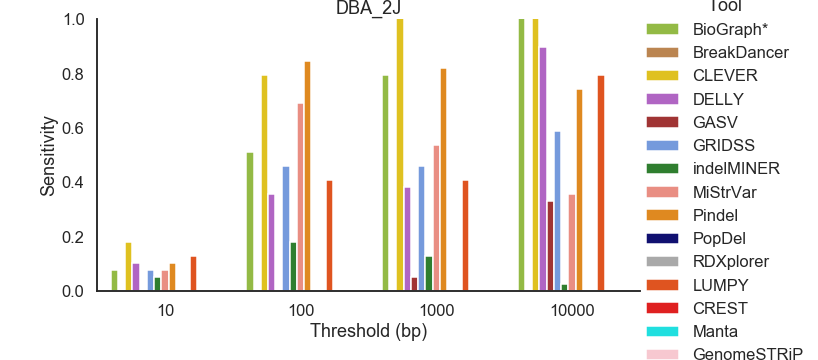 DBA_2J
Tool
1.0
0.8
0.6
0.4
0.2
0.0
Sensitivity
10
100
1000
10000
Threshold (bp)
BioGraph*
BreakDancer
CLEVER
DELLY
GASV
GRIDSS
indelMINER
MiStrVar
Pindel
PopDel
RDXplorer
LUMPY
CREST
Manta
GenomeSTRiP